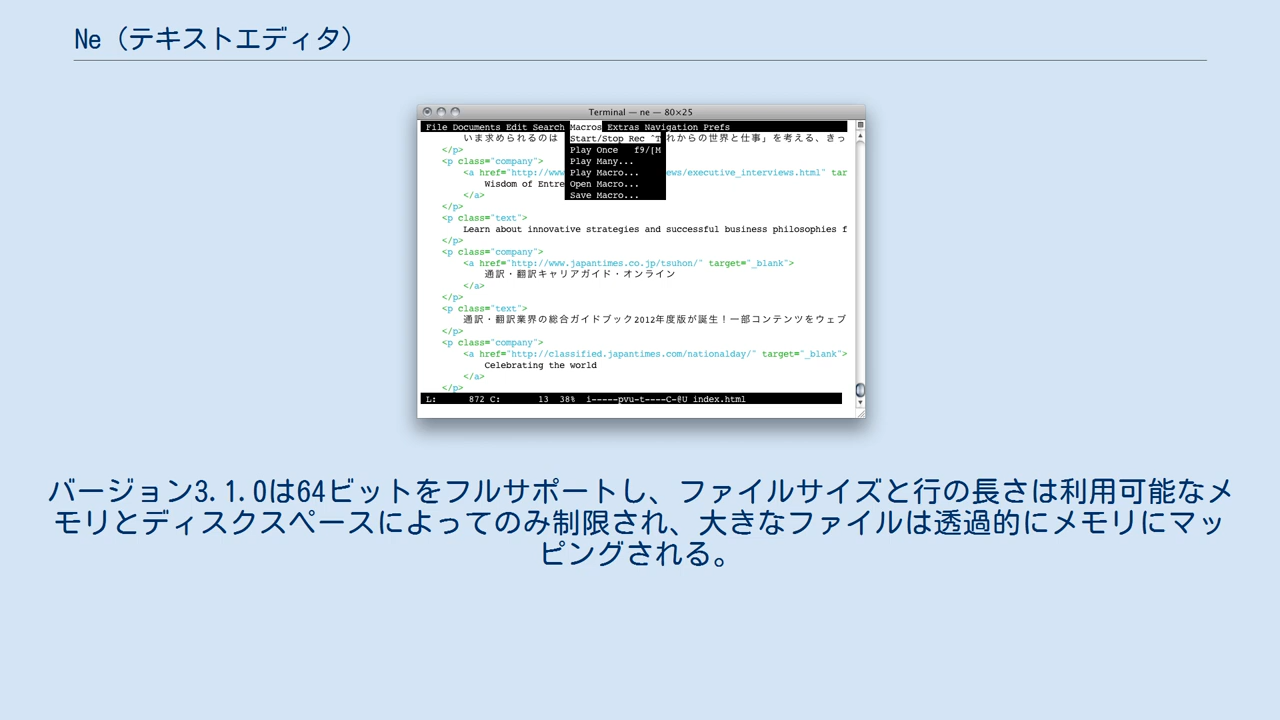 Ne（テキストエディタ）
Terminal — ne — 80×25
File Documents Edit Search Macros Extras Navigation Prefs
いま求められるのは Start/Stop Rec ^T れからの世界と仕事」を考える、きっ
</p> Play Once f9/[M
<p class="company"> Play Many...
<a href="http://www Play Macro... ews/executive_interviews.html" tar
Wisdom of Entre Open Macro...
</a> Save Macro...
</p>
<p class="text">
Learn about innovative strategies and successful business philosophies f
</p>
<p class="company">
<a href="http://www.japantimes.co.jp/tsuhon/" target="_blank">
通訳・翻訳キャリアガイド・オンライン
</a>
</p>
<p class="text">
通訳・翻訳業界の総合ガイドブック2012年度版が誕生！一部コンテンツをウェブ
</p>
<p class="company">
<a href="http://classified.japantimes.com/nationalday/" target="_blank">
Celebrating the world
</a>
</p>
L: 872 C: 13 38% i-----pvu-t----C-@U index.html
バージョン3.1.0は64ビットをフルサポートし、ファイルサイズと行の長さは利用可能なメ
モリとディスクスペースによってのみ制限され、大きなファイルは透過的にメモリにマッ
ピングされる。